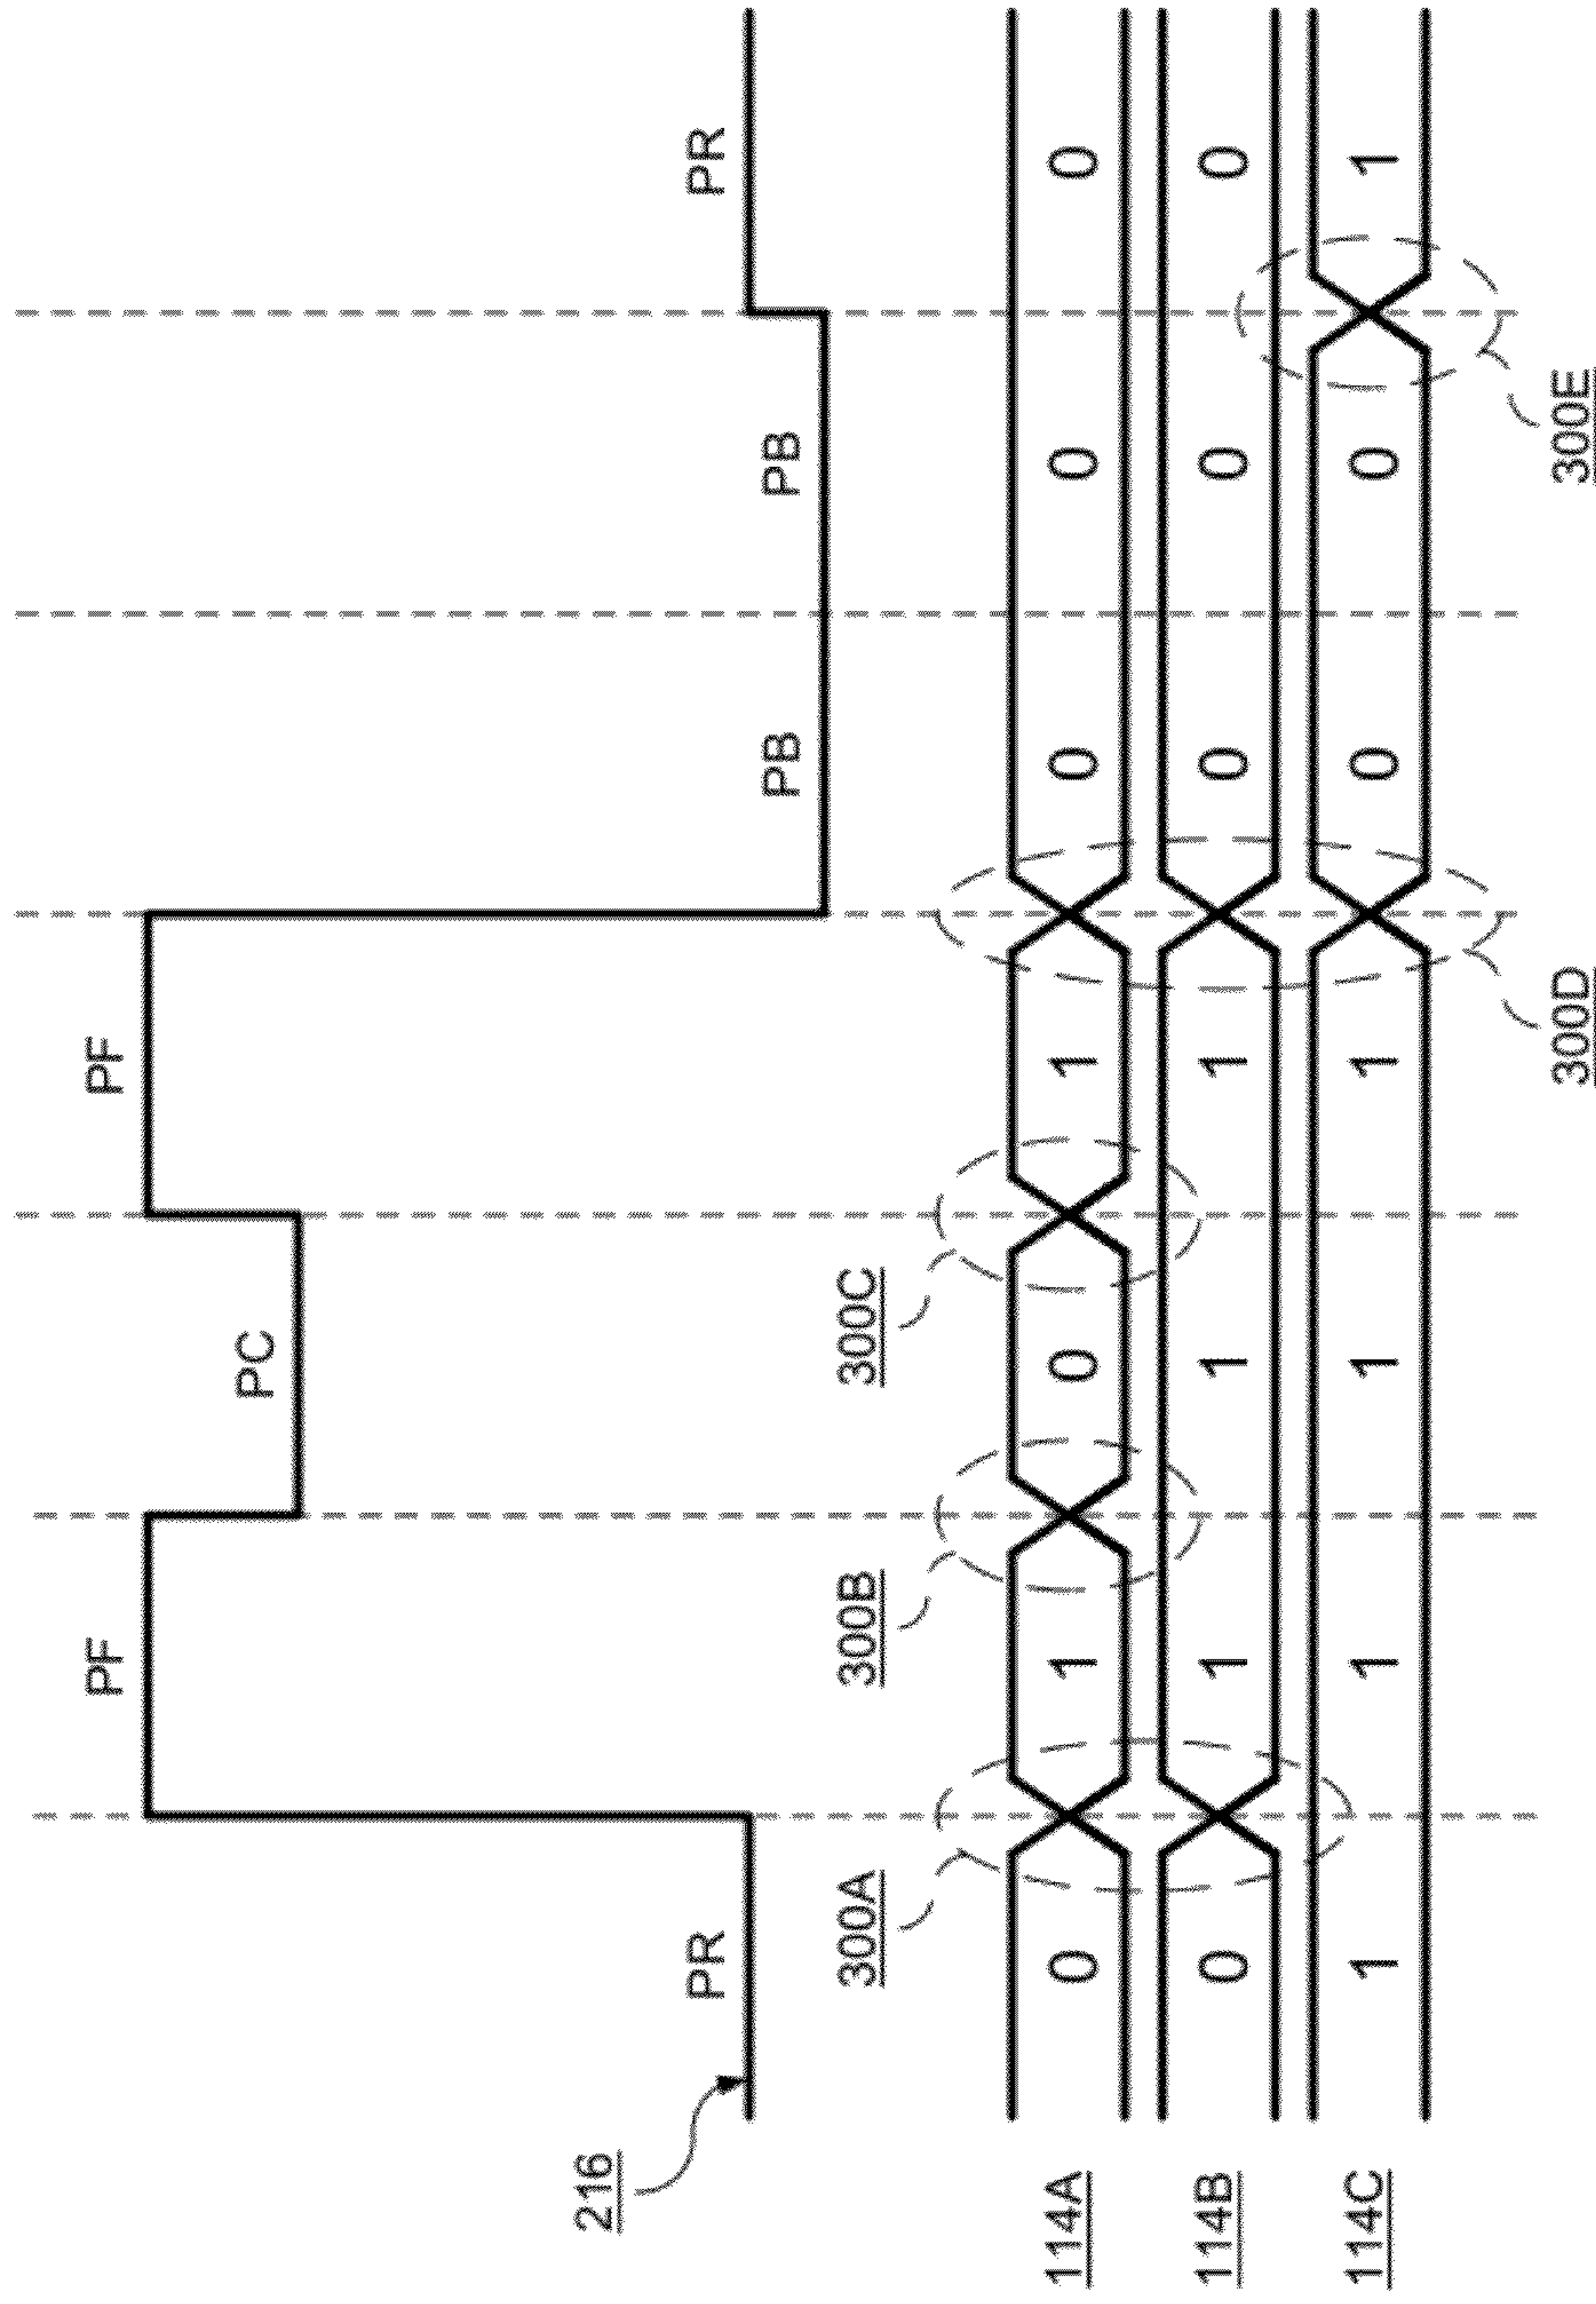 PF PF
PC
PR PR
PB PB
216
300A 300B 300C
114A 0 1 0 1 0 0 0
114B 0 1 1 1 0 0 0
114C 1 1 1 1 0 0 1
300D 300E